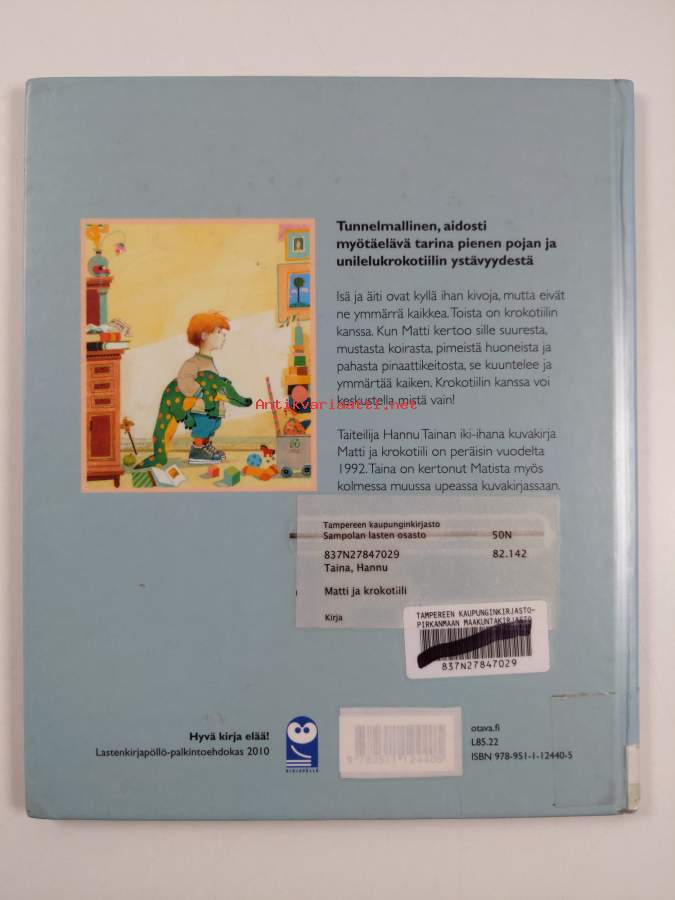 Tunnelmallinen, aidosti
myötäelävä tarina pienen pojan ja
unilelukrokotiilin ystävyydestä
Isä ja äiti ovat kyllä ihan kivoja, mutta eivät
ne ymmärrä kaikkea. Toista on krokotiilin
kanssa. Kun Matti kertoo sille suuresta,
mustasta koirasta, pimeistä huoneista ja
pahasta pinaattikeitosta, se kuuntelee ja
ymmärtää kaiken. Krokotiilin kanssa voi
keskustella mistä vain!
Antikvariaatti.net
Taiteilija Hannu Tainan iki-ihana kuvakirja
Matti ja krokotiili on peräisin vuodelta
1992. Taina on kertonut Matista myös
kolmessa muussa upeassa kuvakirjassaan.
Tampereen kaupunginkirjasto
Sampolan lasten osasto 50N
837N27847029 82.142
Taina, Hannu
Matti ja krokotiili
Kirja
TAMPEREEN KAUPUNGINKIRJASTO-
PIRKANMAAN MAAKUNTAKIRJASTO
837N27847029
Hyvä kirja elää!
Lastenkirjapöllö-palkintoehdokas 2010
KIRJAPÖLLÖ
9 789511 124405
otava.fi
L85.22
ISBN 978-951-1-12440-5